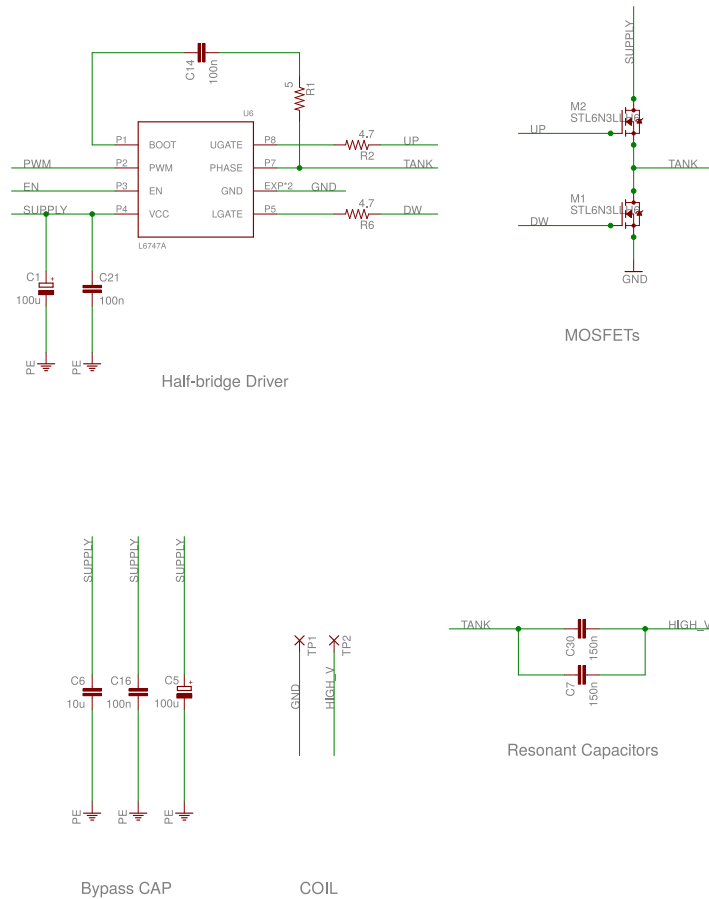 C14
100n
5
R1
U6
P1
BOOT
UGATE
P8
4.7
R2
UP
PWM
P2
PWM
PHASE
P7
TANK
EN
P3
EN
GND
EXP*2
GND
SUPPLY
P4
VCC
LGATE
P5
4.7
R6
DW
L6747A
C1
+
100u
C21
100n
PE
PE
Half-bridge Driver
SUPPLY
M2
STL6N3LLH6
UP
TANK
M1
STL6N3LLH6
DW
GND
MOSFETs
SUPPLY
SUPPLY
SUPPLY
C6
10u
C16
100n
C5
+
100u
PE
PE
PE
Bypass CAP
TP1
TP2
GND
HIGH_V
COIL
TANK
C30
150n
HIGH_V
C7
150n
Resonant Capacitors